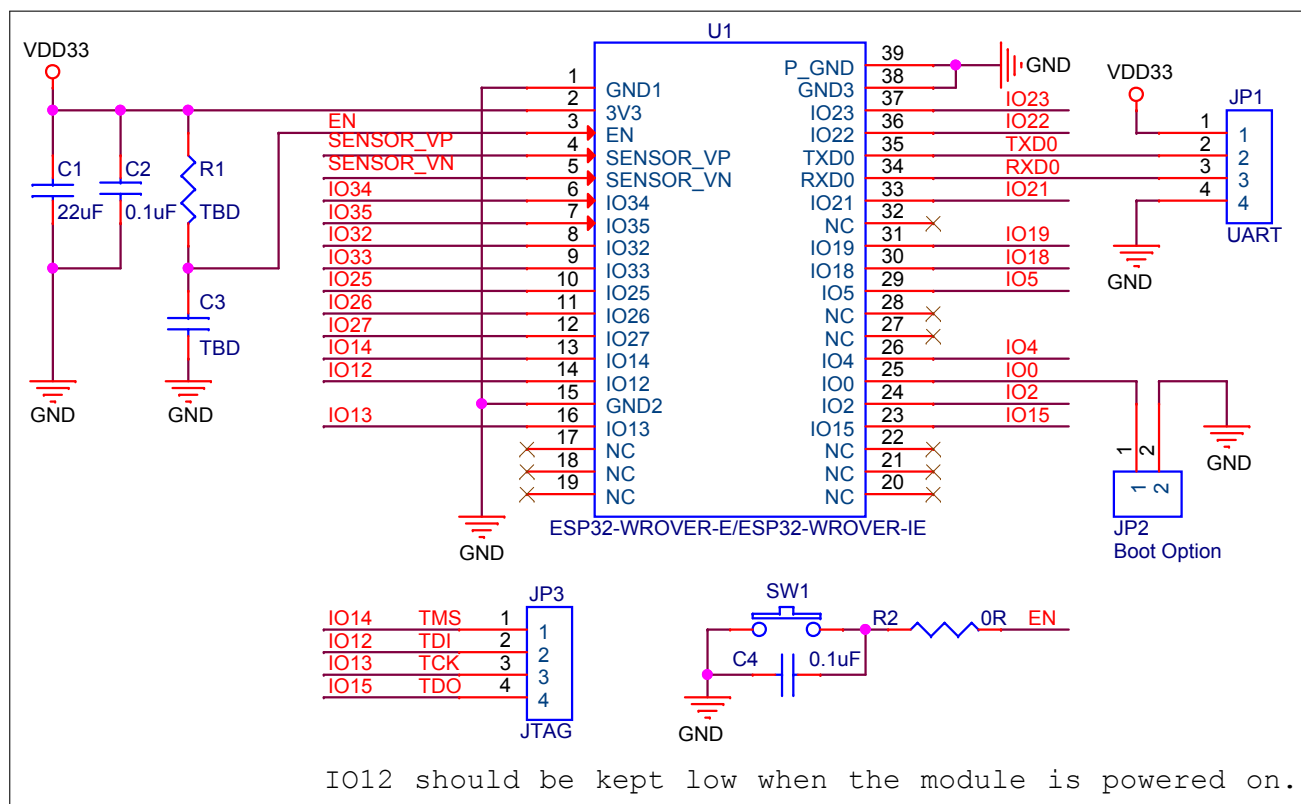 U1
VDD33
C1
22uF
C2
0.1uF
R1
TBD
C3
TBD
GND
GND
EN
SENSOR_VP
SENSOR_VN
IO34
IO35
IO32
IO33
IO25
IO26
IO27
IO14
IO12
IO13
1 GND1
2 3V3
3 EN
4 SENSOR_VP
5 SENSOR_VN
6 IO34
7 IO35
8 IO32
9 IO33
10 IO25
11 IO26
12 IO27
13 IO14
14 IO12
15 GND2
16 IO13
17 NC
18 NC
19 NC
GND
P_GND 39
GND3 38
IO23 37 IO23
IO22 36 IO22
TXD0 35 TXD0
RXD0 34 RXD0
IO21 33 IO21
NC 32
IO19 31 IO19
IO18 30 IO18
IO5 29 IO5
NC 28
NC 27
IO4 26 IO4
IO0 25 IO0
IO2 24 IO2
IO15 23 IO15
NC 22
NC 21
NC 20
GND
ESP32-WROVER-E/ESP32-WROVER-IE
VDD33
JP1
1 1
2 2
3 3
4 4
UART
GND
GND
1 2
1 2
JP2
Boot Option
JP3
IO14 TMS 1 1
IO12 TDI 2 2
IO13 TCK 3 3
IO15 TDO 4 4
JTAG
SW1
R2 0R EN
C4 0.1uF
GND
IO12 should be kept low when the module is powered on.